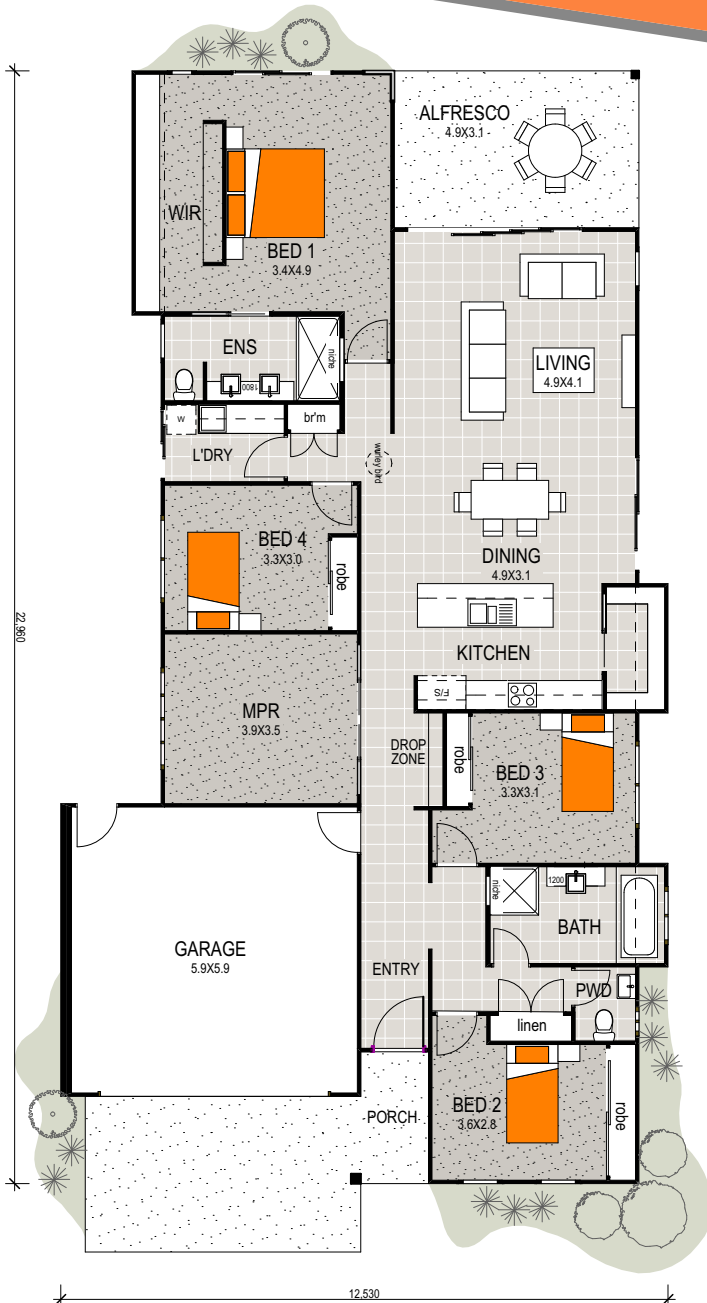 ALFRESCO
4.9X3.1
WIR
BED 1
3.4X4.9
ENS
niche
1800
LIVING
4.9X4.1
W
br'm
L'DRY
whirley bird
BED 4
3.3X3.0
robe
DINING
4.9X3.1
22,960
KITCHEN
F/S
MPR
3.9X3.5
DROP
ZONE
robe
BED 3
3.3X3.1
niche
1200
BATH
GARAGE
5.9X5.9
ENTRY
PWD
linen
PORCH
BED 2
3.6X2.8
robe
12,530